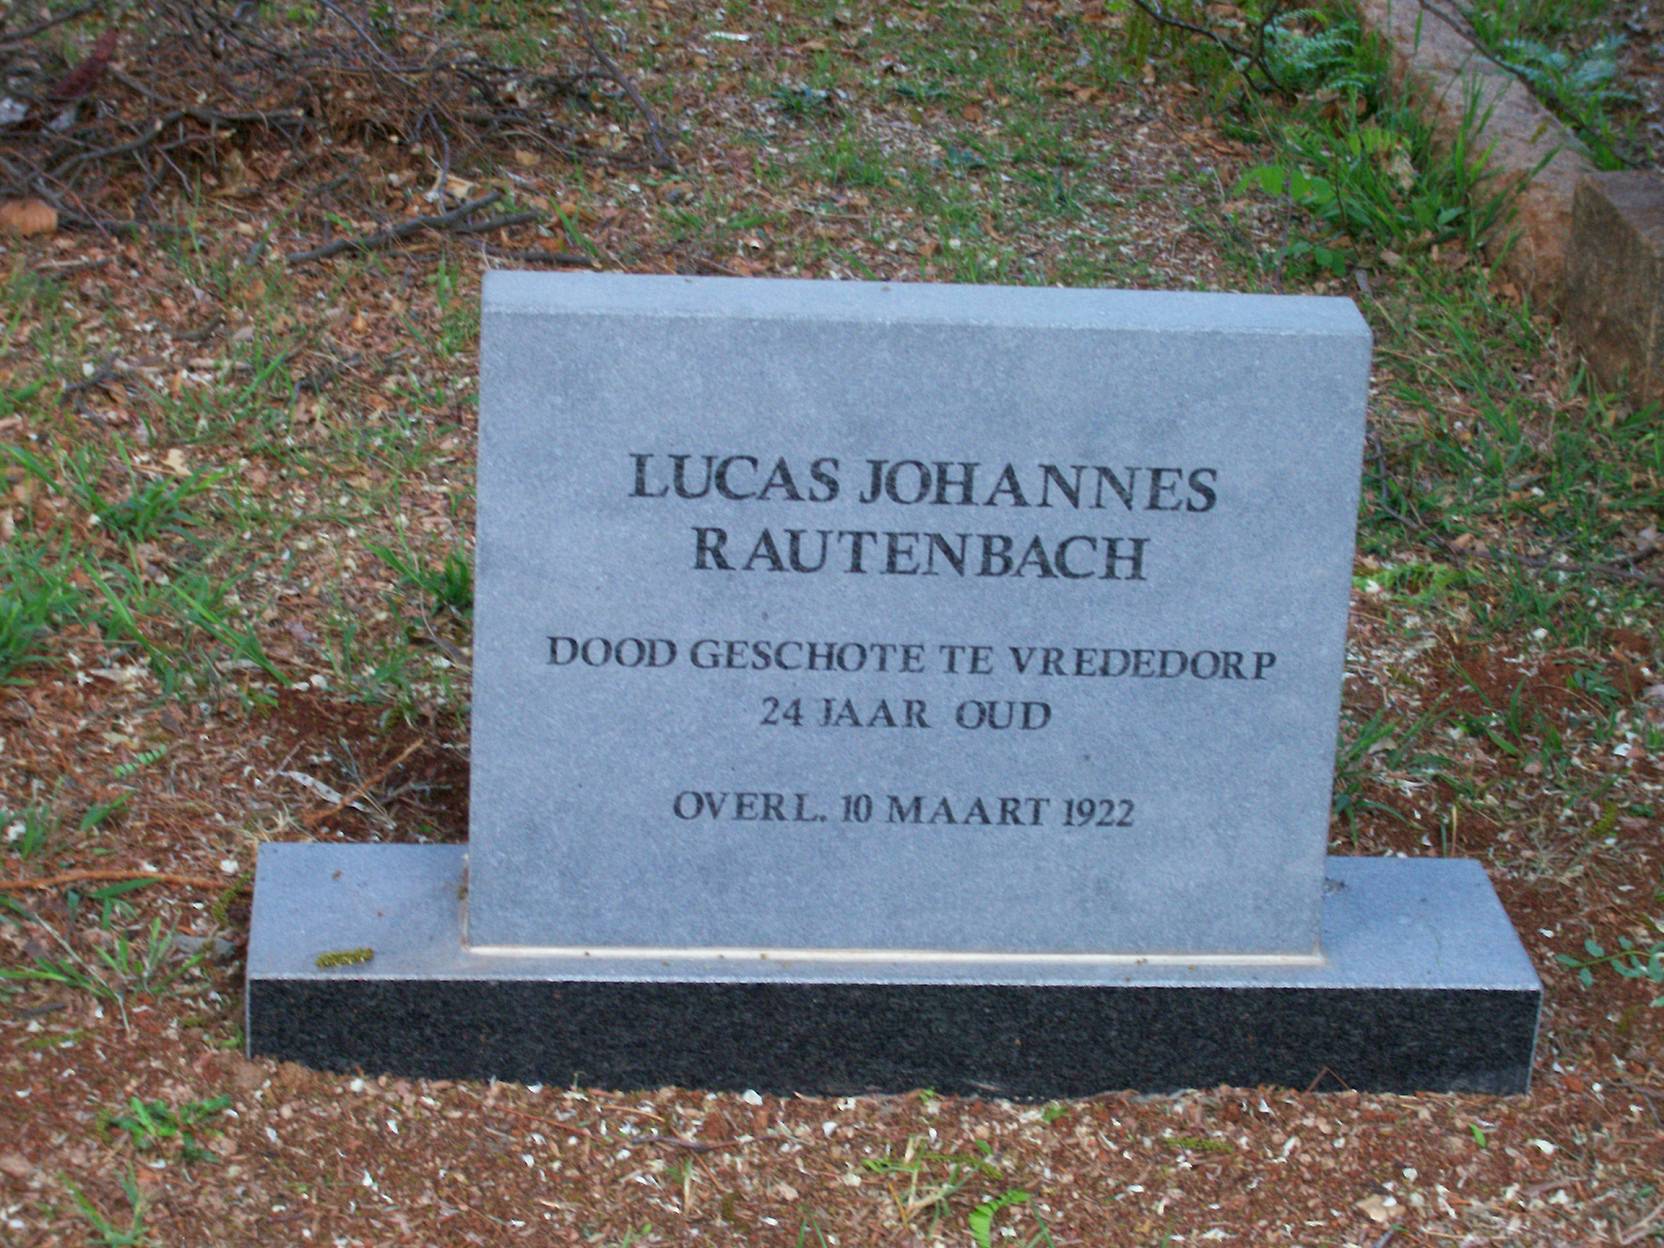 LUCAS JOHANNES
RAUTENBACH
DOOD GESCHOTE TE VREDEDORP
24 JAAR OUD
OVERL. 10 MAART 1922